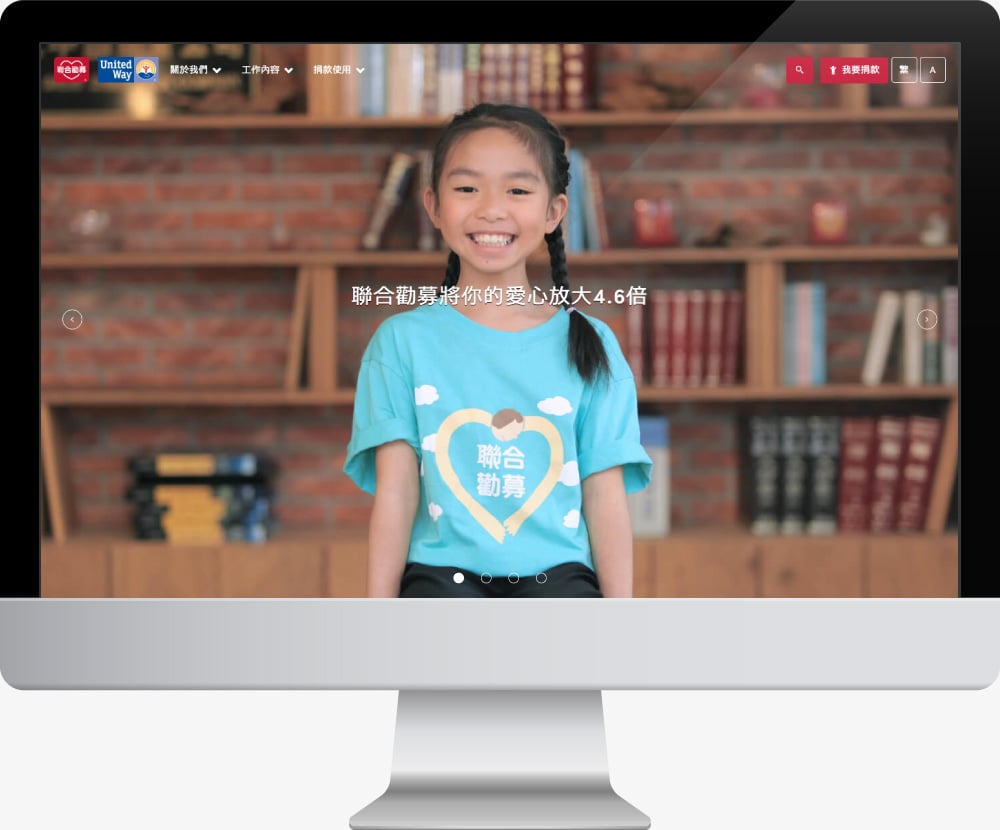 聯合勸募
United
Way
關於我們
工作內容
捐款使用
我要捐款
繁
A
聯合勸募將你的愛心放大4.6倍
聯合
勸募